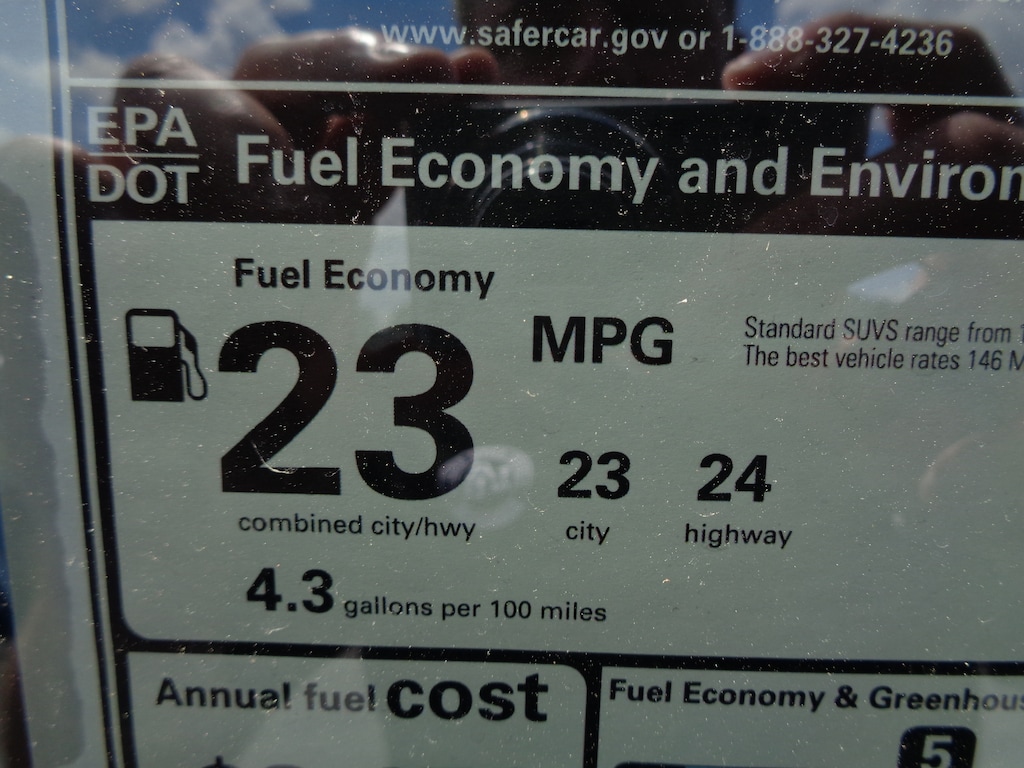 www.safercar.gov or 1-888-327-4236
EPA
DOT
Fuel Economy and Environ
Fuel Economy
23
MPG
Standard SUVS range from 1
The best vehicle rates 146 M
combined city/hwy
23
city
24
highway
4.3 gallons per 100 miles
Annual fuel cost
Fuel Economy & Greenhou
5